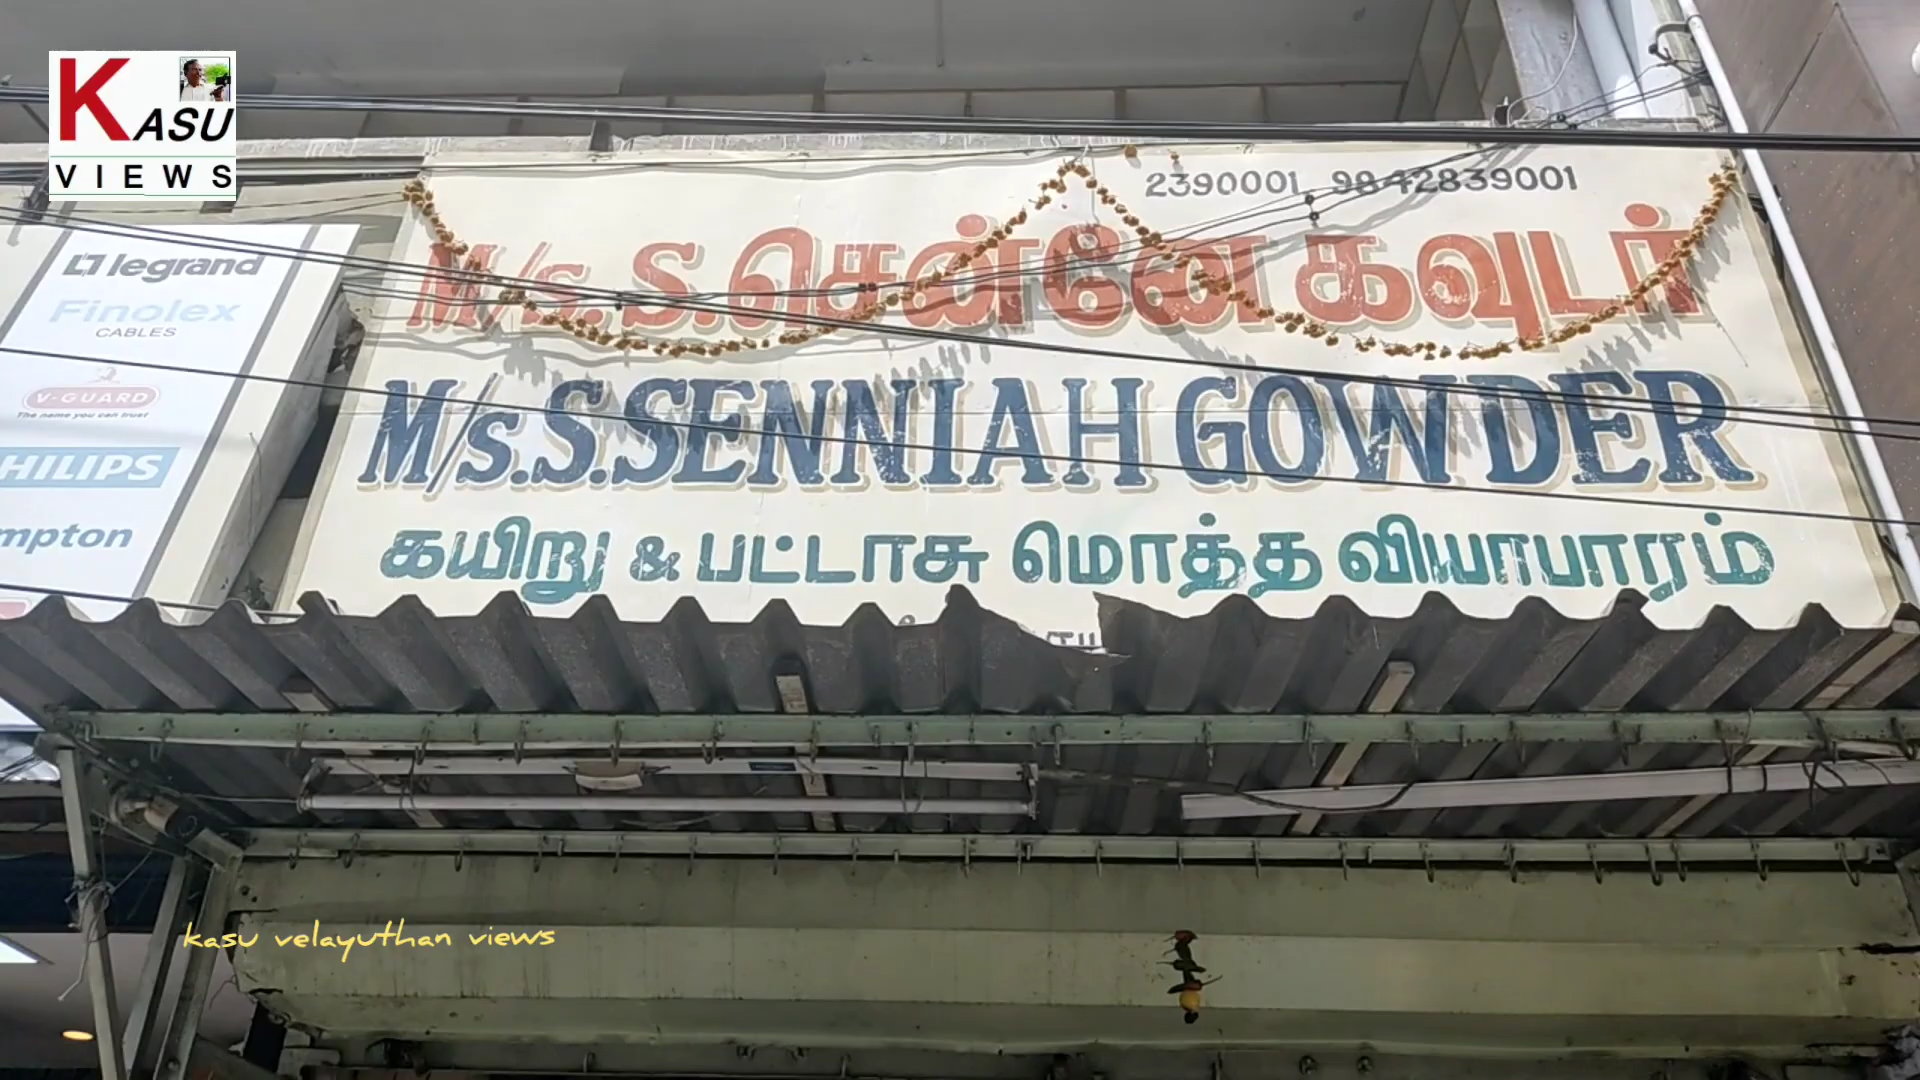 KASU
VIEWS
2390001, 9842839001
M/s. S. சென்னே கவுடர்
M/s. S. SENNIAH GOWDER
கயிறு & பட்டாசு மொத்த வியாபாரம்
legrand
Finolex
CABLES
V-GUARD
The name you can trust
HILIPS
mpton
kasu velayuthan views